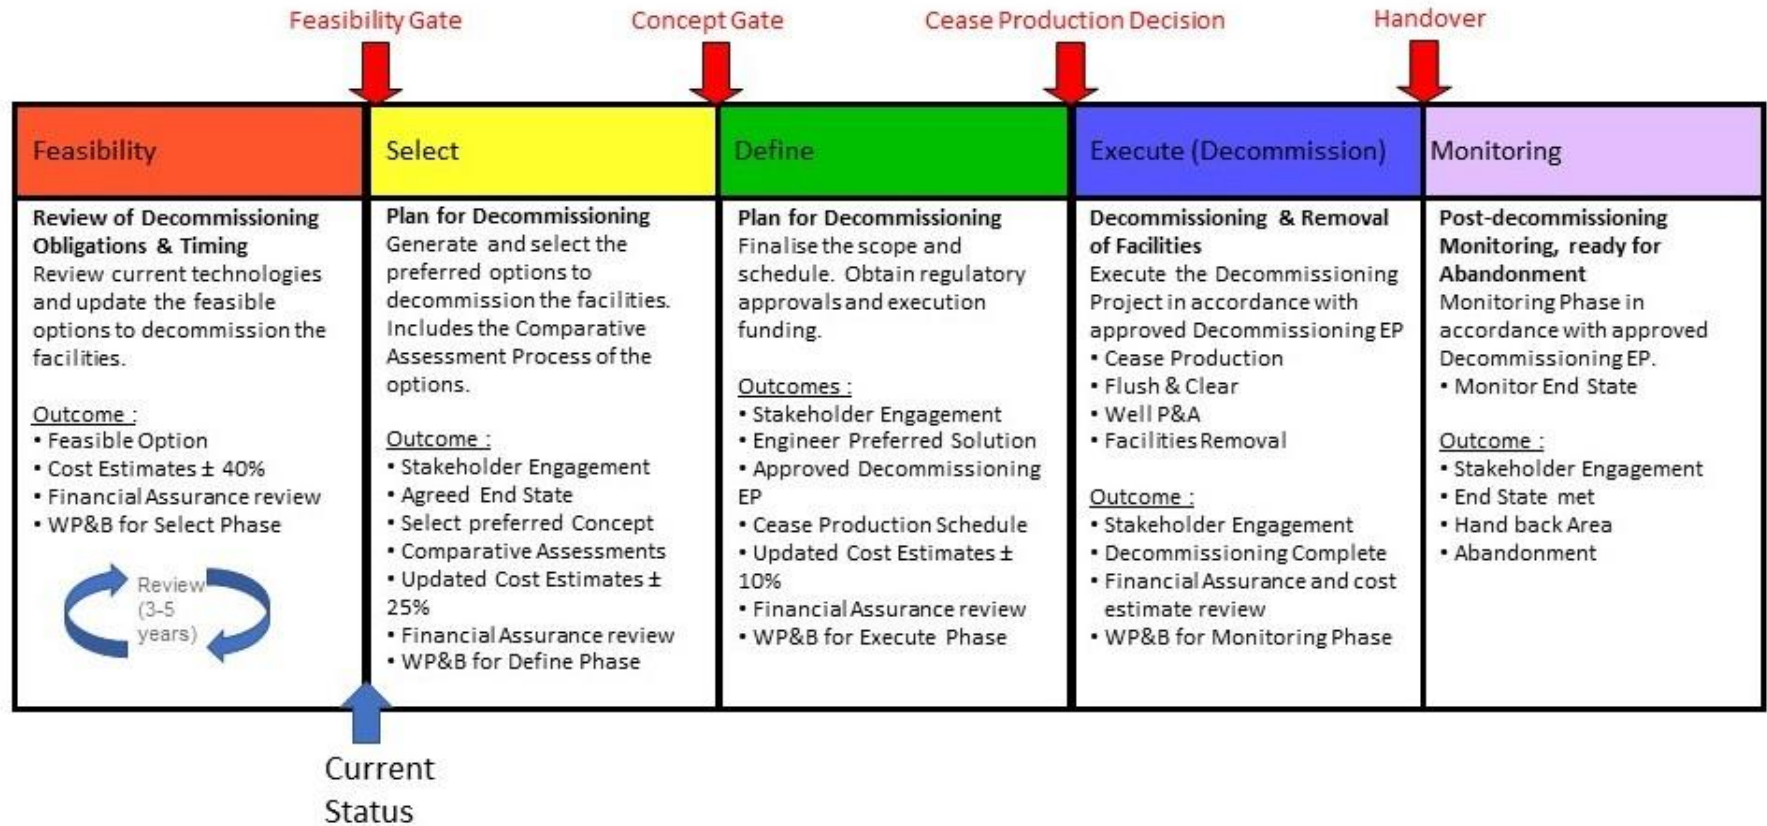 Feasibility Gate
Concept Gate
Cease Production Decision
Handover
Feasibility
Select
Define
Execute (Decommission)
Monitoring
Review of Decommissioning
Obligations & Timing
Review current technologies
and update the feasible
options to decommission the
facilities.
Outcome :
• Feasible Option
• Cost Estimates ± 40%
• Financial Assurance review
• WP&B for Select Phase
Review
(3-5
years)
Plan for Decommissioning
Generate and select the
preferred options to
decommission the facilities.
Includes the Comparative
Assessment Process of the
options.
Outcome :
• Stakeholder Engagement
• Agreed End State
• Select preferred Concept
• Comparative Assessments
• Updated Cost Estimates ±
25%
• Financial Assurance review
• WP&B for Define Phase
Plan for Decommissioning
Finalise the scope and
schedule. Obtain regulatory
approvals and execution
funding.
Outcomes :
• Stakeholder Engagement
• Engineer Preferred Solution
• Approved Decommissioning
EP
• Cease Production Schedule
• Updated Cost Estimates ±
10%
• Financial Assurance review
• WP&B for Execute Phase
Decommissioning & Removal
of Facilities
Execute the Decommissioning
Project in accordance with
approved Decommissioning EP
• Cease Production
• Flush & Clear
• Well P&A
• Facilities Removal
Outcome :
• Stakeholder Engagement
• Decommissioning Complete
• Financial Assurance and cost
estimate review
• WP&B for Monitoring Phase
Post-decommissioning
Monitoring, ready for
Abandonment
Monitoring Phase in
accordance with approved
Decommissioning EP.
• Monitor End State
Outcome :
• Stakeholder Engagement
• End State met
• Hand back Area
• Abandonment
Current
Status